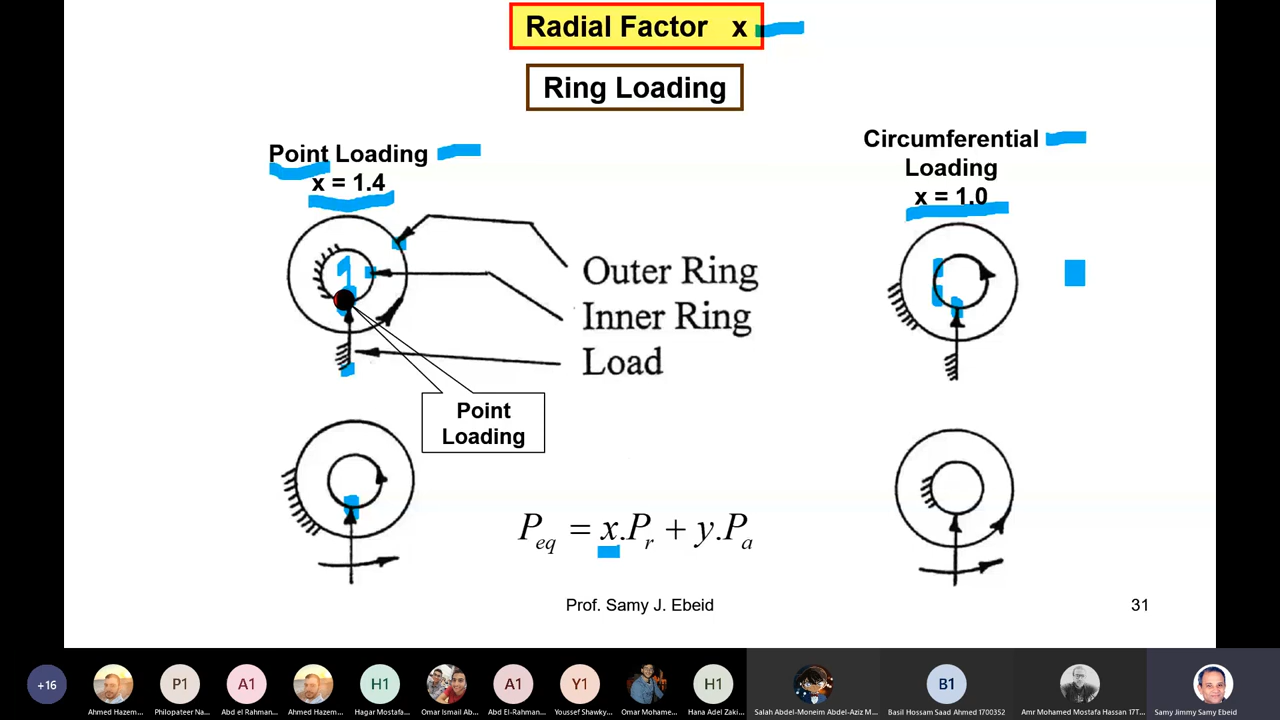 Radial Factor x
Ring Loading
Point Loading
x = 1.4
Circumferential
Loading
x = 1.0
Outer Ring
Inner Ring
Load
Point
Loading
P_eq = x.P_r + y.P_a
Prof. Samy J. Ebeid
31
+16
P1
A1
H1
A1
Y1
H1
B1
Ahmed Hazem...
Philopateer Na...
Abd el Rahman...
Ahmed Hazem...
Hagar Mostafa...
Omar Ismail Ab...
Abd El-Rahman...
Youssef Shawky...
Omar Mohame...
Hana Adel Zaki...
Salah Abdel-Moneim Abdel-Aziz M...
Basil Hossam Saad Ahmed 1700352
Amr Mohamed Mostafa Hassan 17T...
Samy Jimmy Samy Ebeid